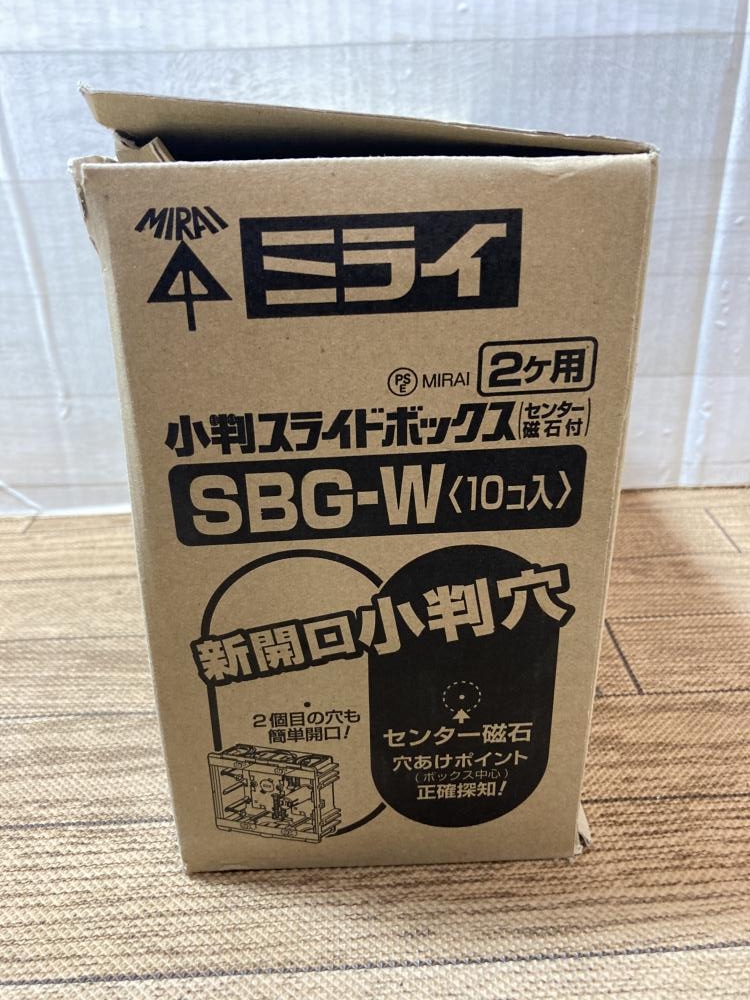 MIRAI
ミライ
PSE MIRAI 2ヶ用
小判スライドボックス(センター磁石付)
SBG-W〈10コ入〉
新開口小判穴
2個目の穴も
簡単開口!
センター磁石
穴あけポイント
(ボックス中心)
正確探知!